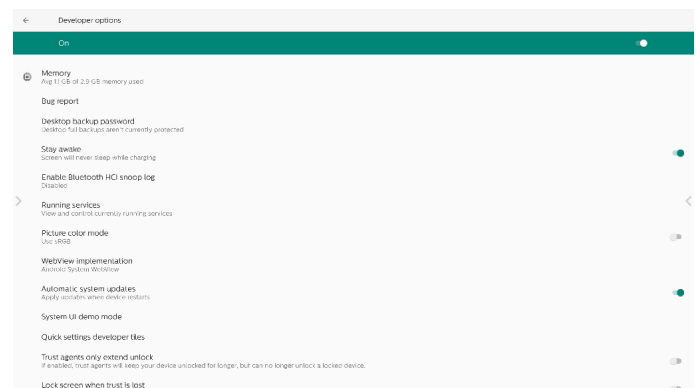 Developer options
On
Memory
Avg 1.1 GB of 2.9 GB memory used
Bug report
Desktop backup password
Desktop full backups aren't currently protected
Stay awake
Screen will never sleep while charging
Enable Bluetooth HCI snoop log
Disabled
Running services
View and control currently running services
Picture color mode
Use sRGB
WebView implementation
Android System WebView
Automatic system updates
Apply updates when device restarts
System UI demo mode
Quick settings developer tiles
Trust agents only extend unlock
If enabled, trust agents will keep your device unlocked for longer, but can no longer unlock a locked device.
Lock screen when trust is lost